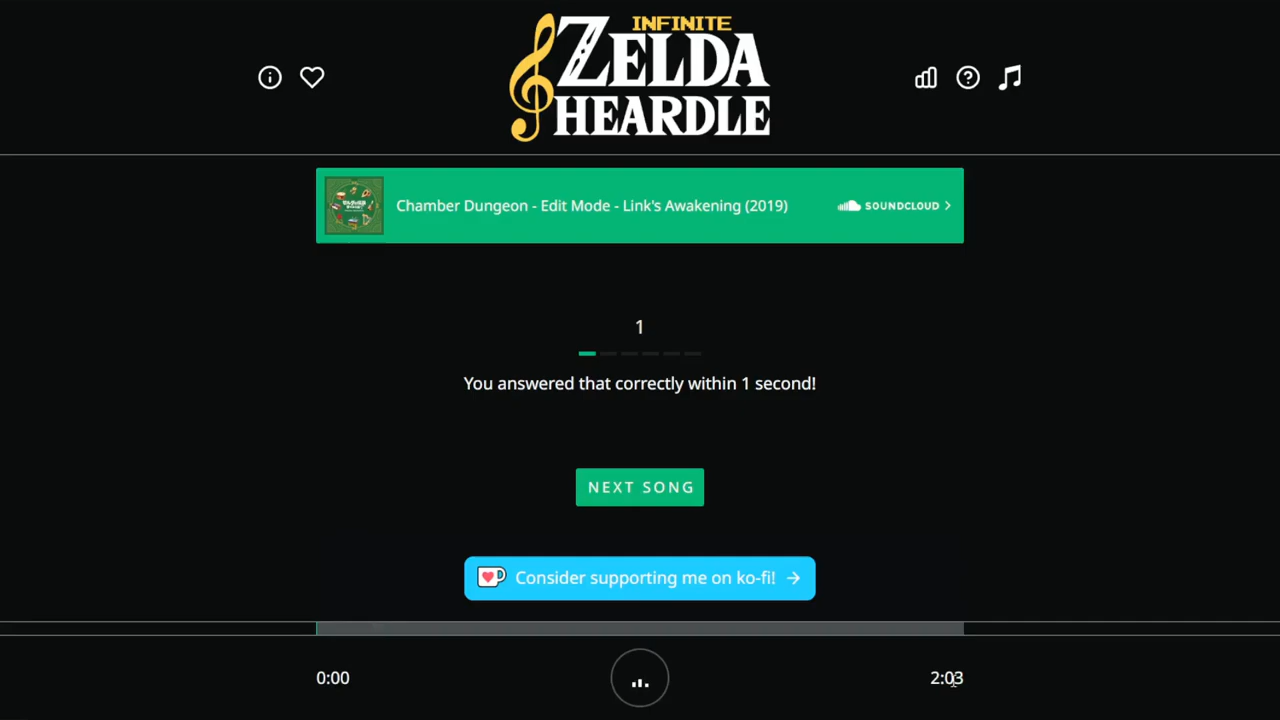 INFINITE
ZELDA
HEARDLE
Chamber Dungeon - Edit Mode - Link's Awakening (2019)
SOUNDCLOUD
1
You answered that correctly within 1 second!
NEXT SONG
Consider supporting me on ko-fi!
0:00
2:03